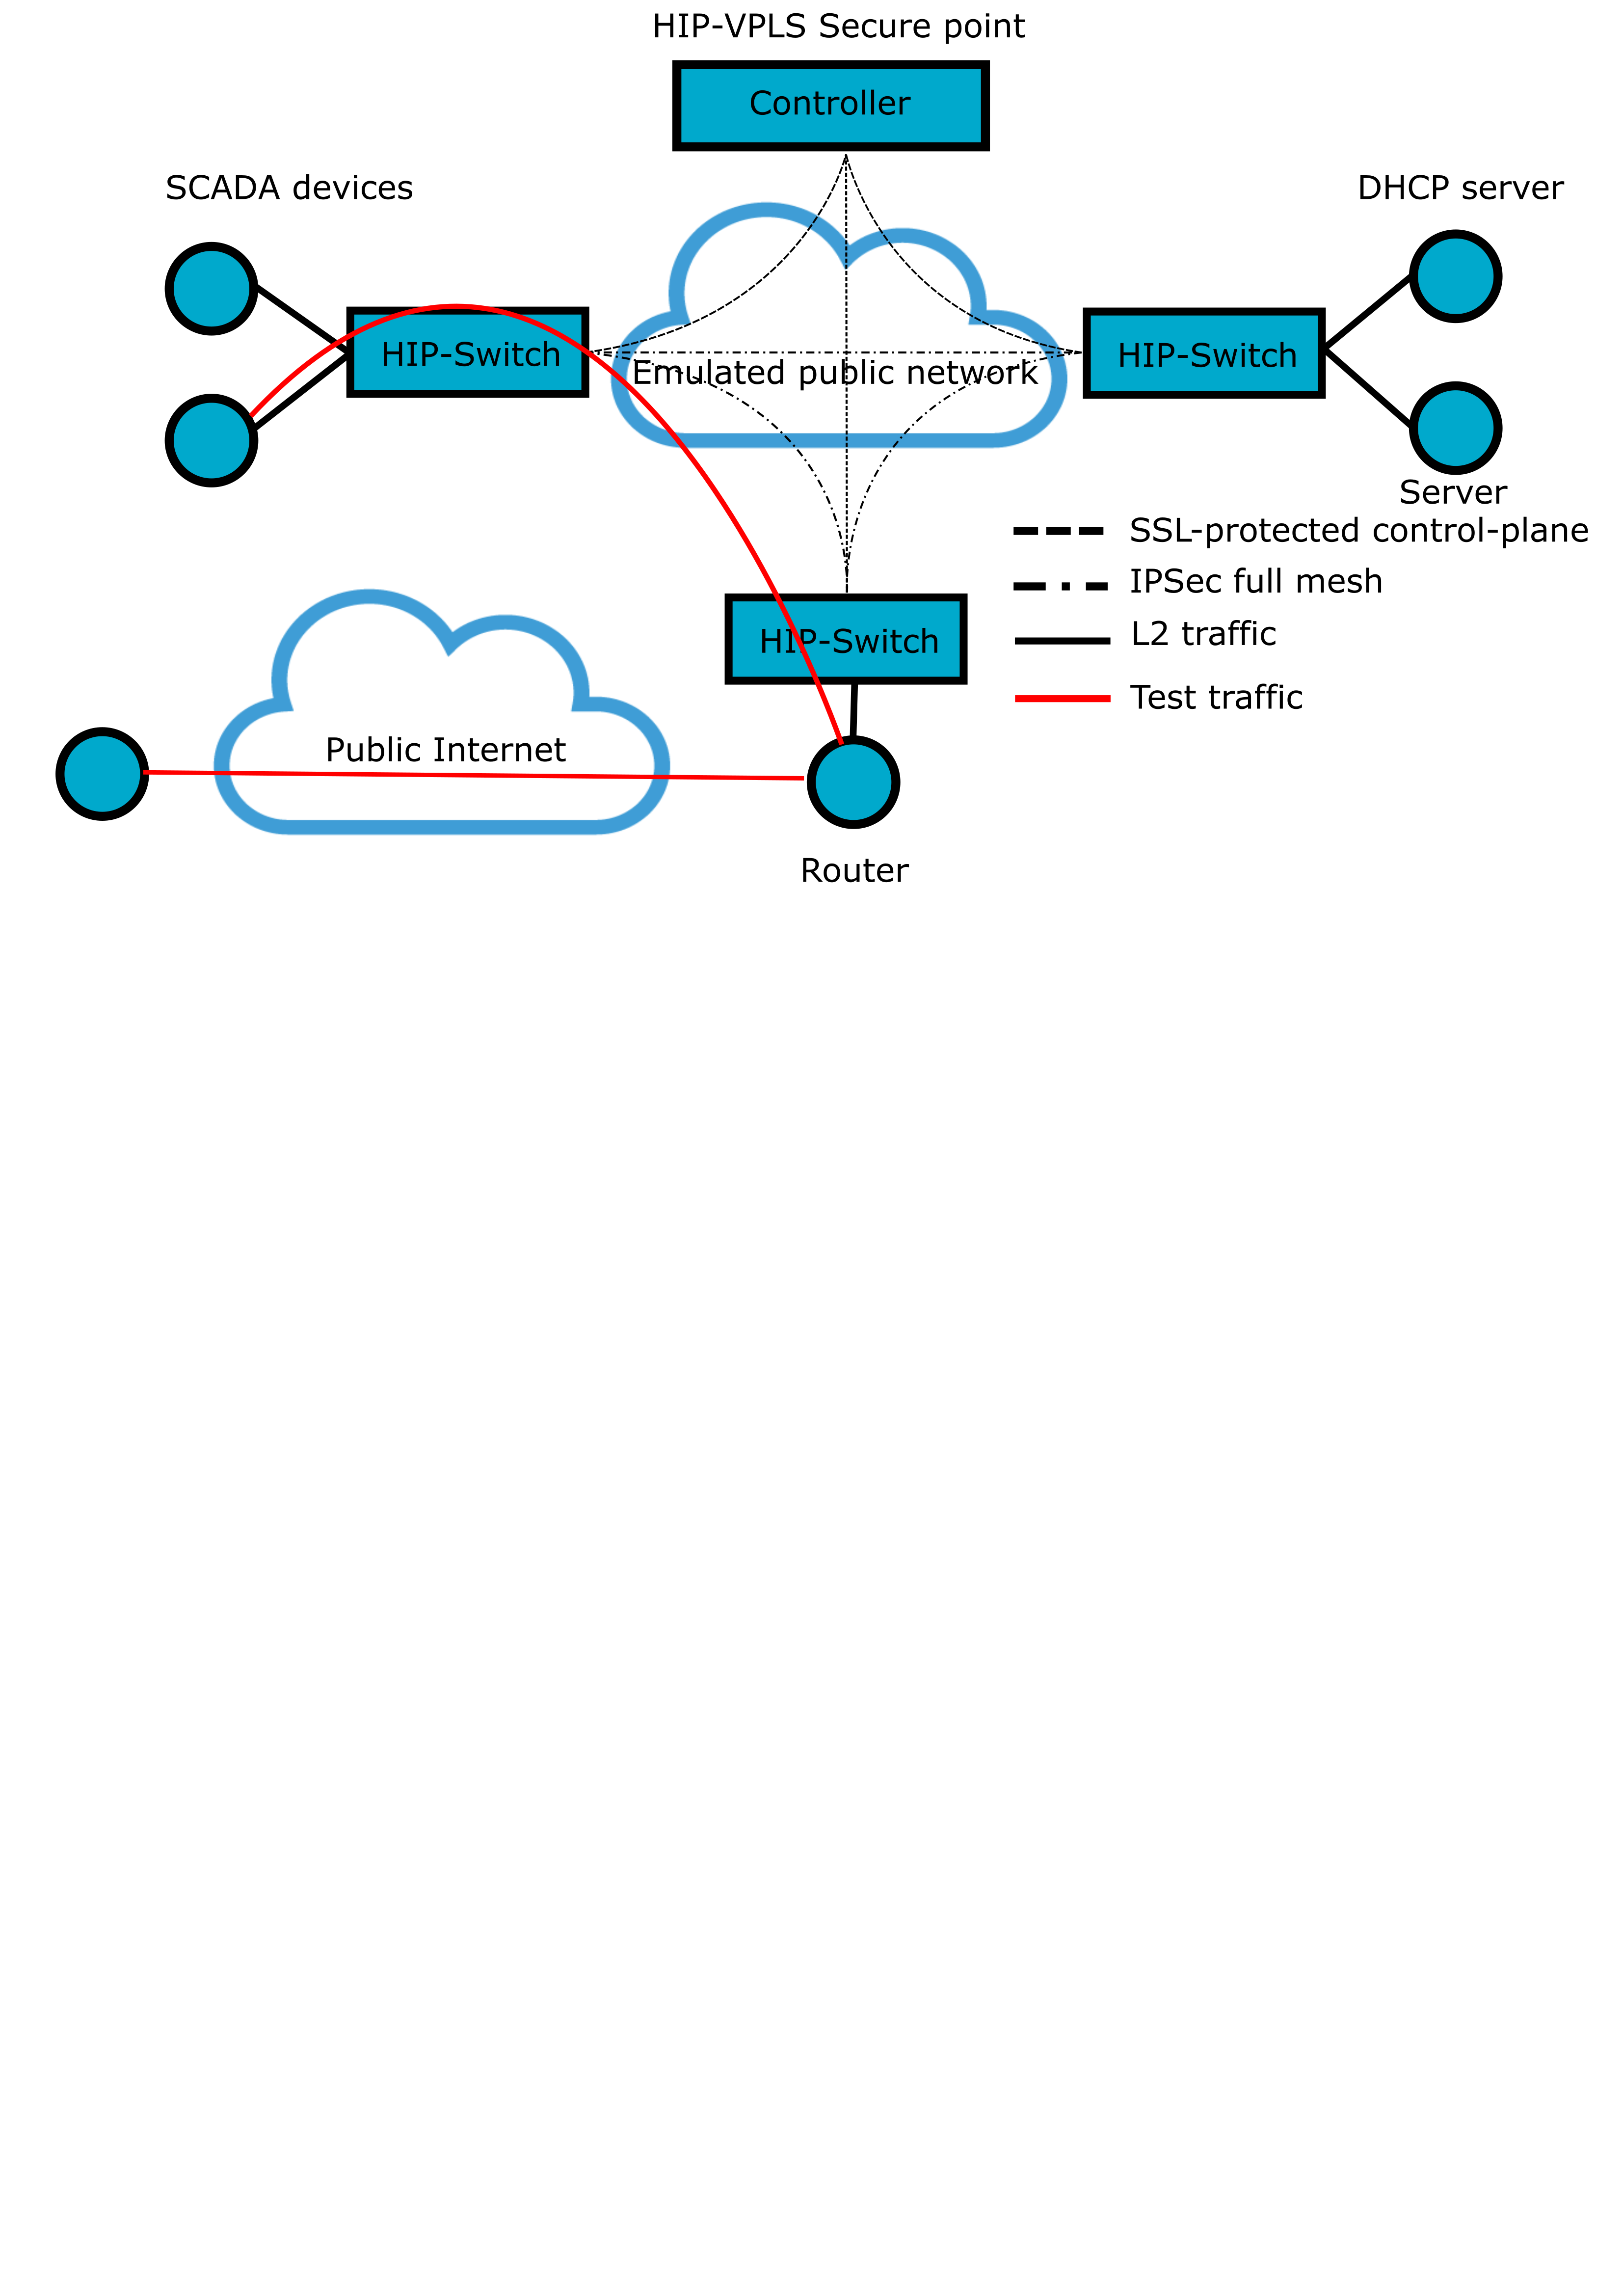 HIP-VPLS Secure point
Controller
SCADA devices
DHCP server
HIP-Switch
Emulated public network
HIP-Switch
Server
SSL-protected control-plane
IPSec full mesh
L2 traffic
Test traffic
HIP-Switch
Public Internet
Router